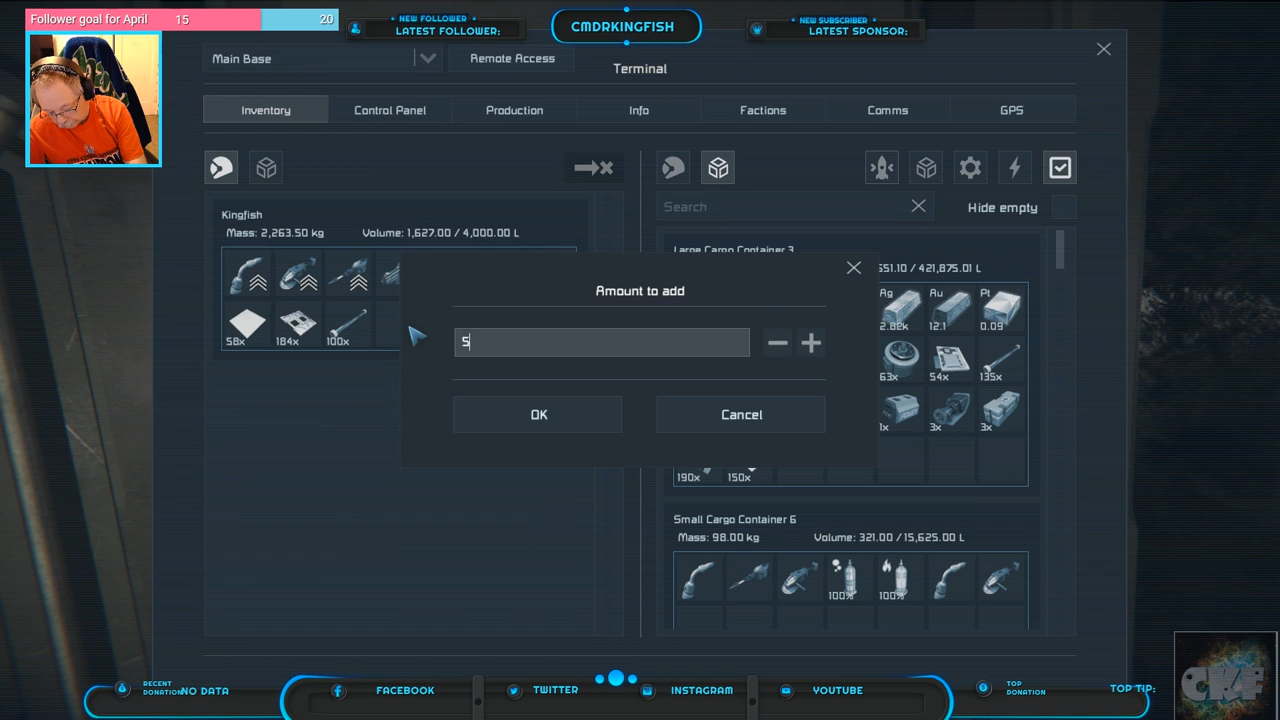 Follower goal for April 15 20
NEW FOLLOWER
LATEST FOLLOWER:
CMDRKINGFISH
NEW SUBSCRIBER
LATEST SPONSOR:
Main Base
Remote Access
Terminal
Inventory
Control Panel
Production
Info
Factions
Comms
GPS
Kingfish
Mass: 2,263.50 kg Volume: 1,627.00 / 4,000.00 L
58x 184x 100x
Search
Hide empty
Large Cargo Container 3
551.10 / 421,875.01 L
Ag Au Pt
2.82k 12.1 0.09
63x 54x 135x
1x 3x 3x
190x 150x
Amount to add
5
OK
Cancel
Small Cargo Container 6
Mass: 98.00 kg Volume: 321.00 / 15,625.00 L
100% 100%
RECENT
DONATION
NO DATA
FACEBOOK
TWITTER
INSTAGRAM
YOUTUBE
TOP
DONATION
TOP TIP:
CKF